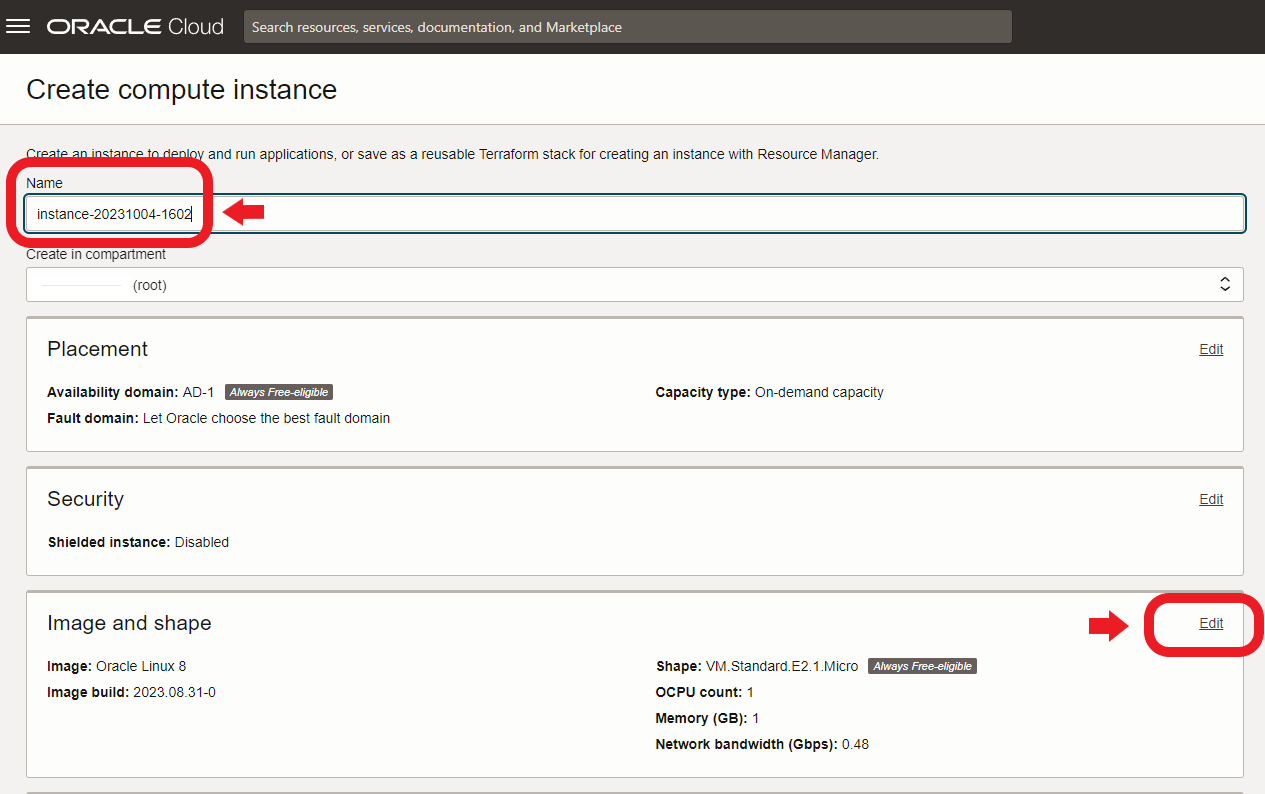 ORACLE Cloud
Search resources, services, documentation, and Marketplace
Create compute instance
Create an instance to deploy and run applications, or save as a reusable Terraform stack for creating an instance with Resource Manager.
Name
instance-20231004-1602
Create in compartment
(root)
Placement
Edit
Availability domain: AD-1 Always Free-eligible
Capacity type: On-demand capacity
Fault domain: Let Oracle choose the best fault domain
Security
Edit
Shielded instance: Disabled
Image and shape
Edit
Image: Oracle Linux 8
Image build: 2023.08.31-0
Shape: VM.Standard.E2.1.Micro Always Free-eligible
OCPU count: 1
Memory (GB): 1
Network bandwidth (Gbps): 0.48